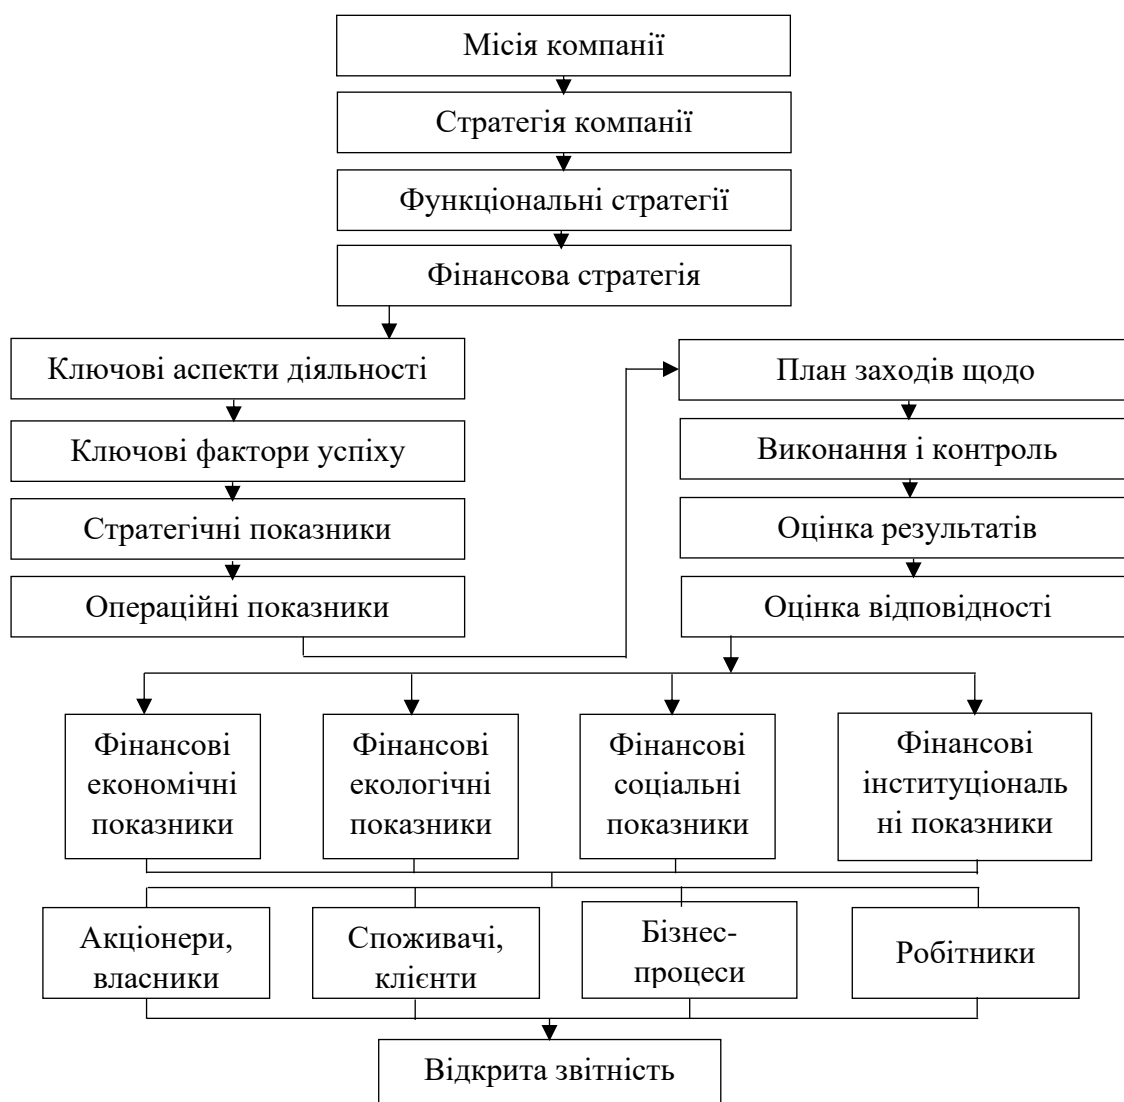 Місія компанії
Стратегія компанії
Функціональні стратегії
Фінансова стратегія
Ключові аспекти діяльності
Ключові фактори успіху
Стратегічні показники
Операційні показники
План заходів щодо
Виконання і контроль
Оцінка результатів
Оцінка відповідності
Фінансові
економічні
показники
Фінансові
екологічні
показники
Фінансові
соціальні
показники
Фінансові
інституціональ
ні показники
Акціонери,
власники
Споживачі,
клієнти
Бізнес-
процеси
Робітники
Відкрита звітність